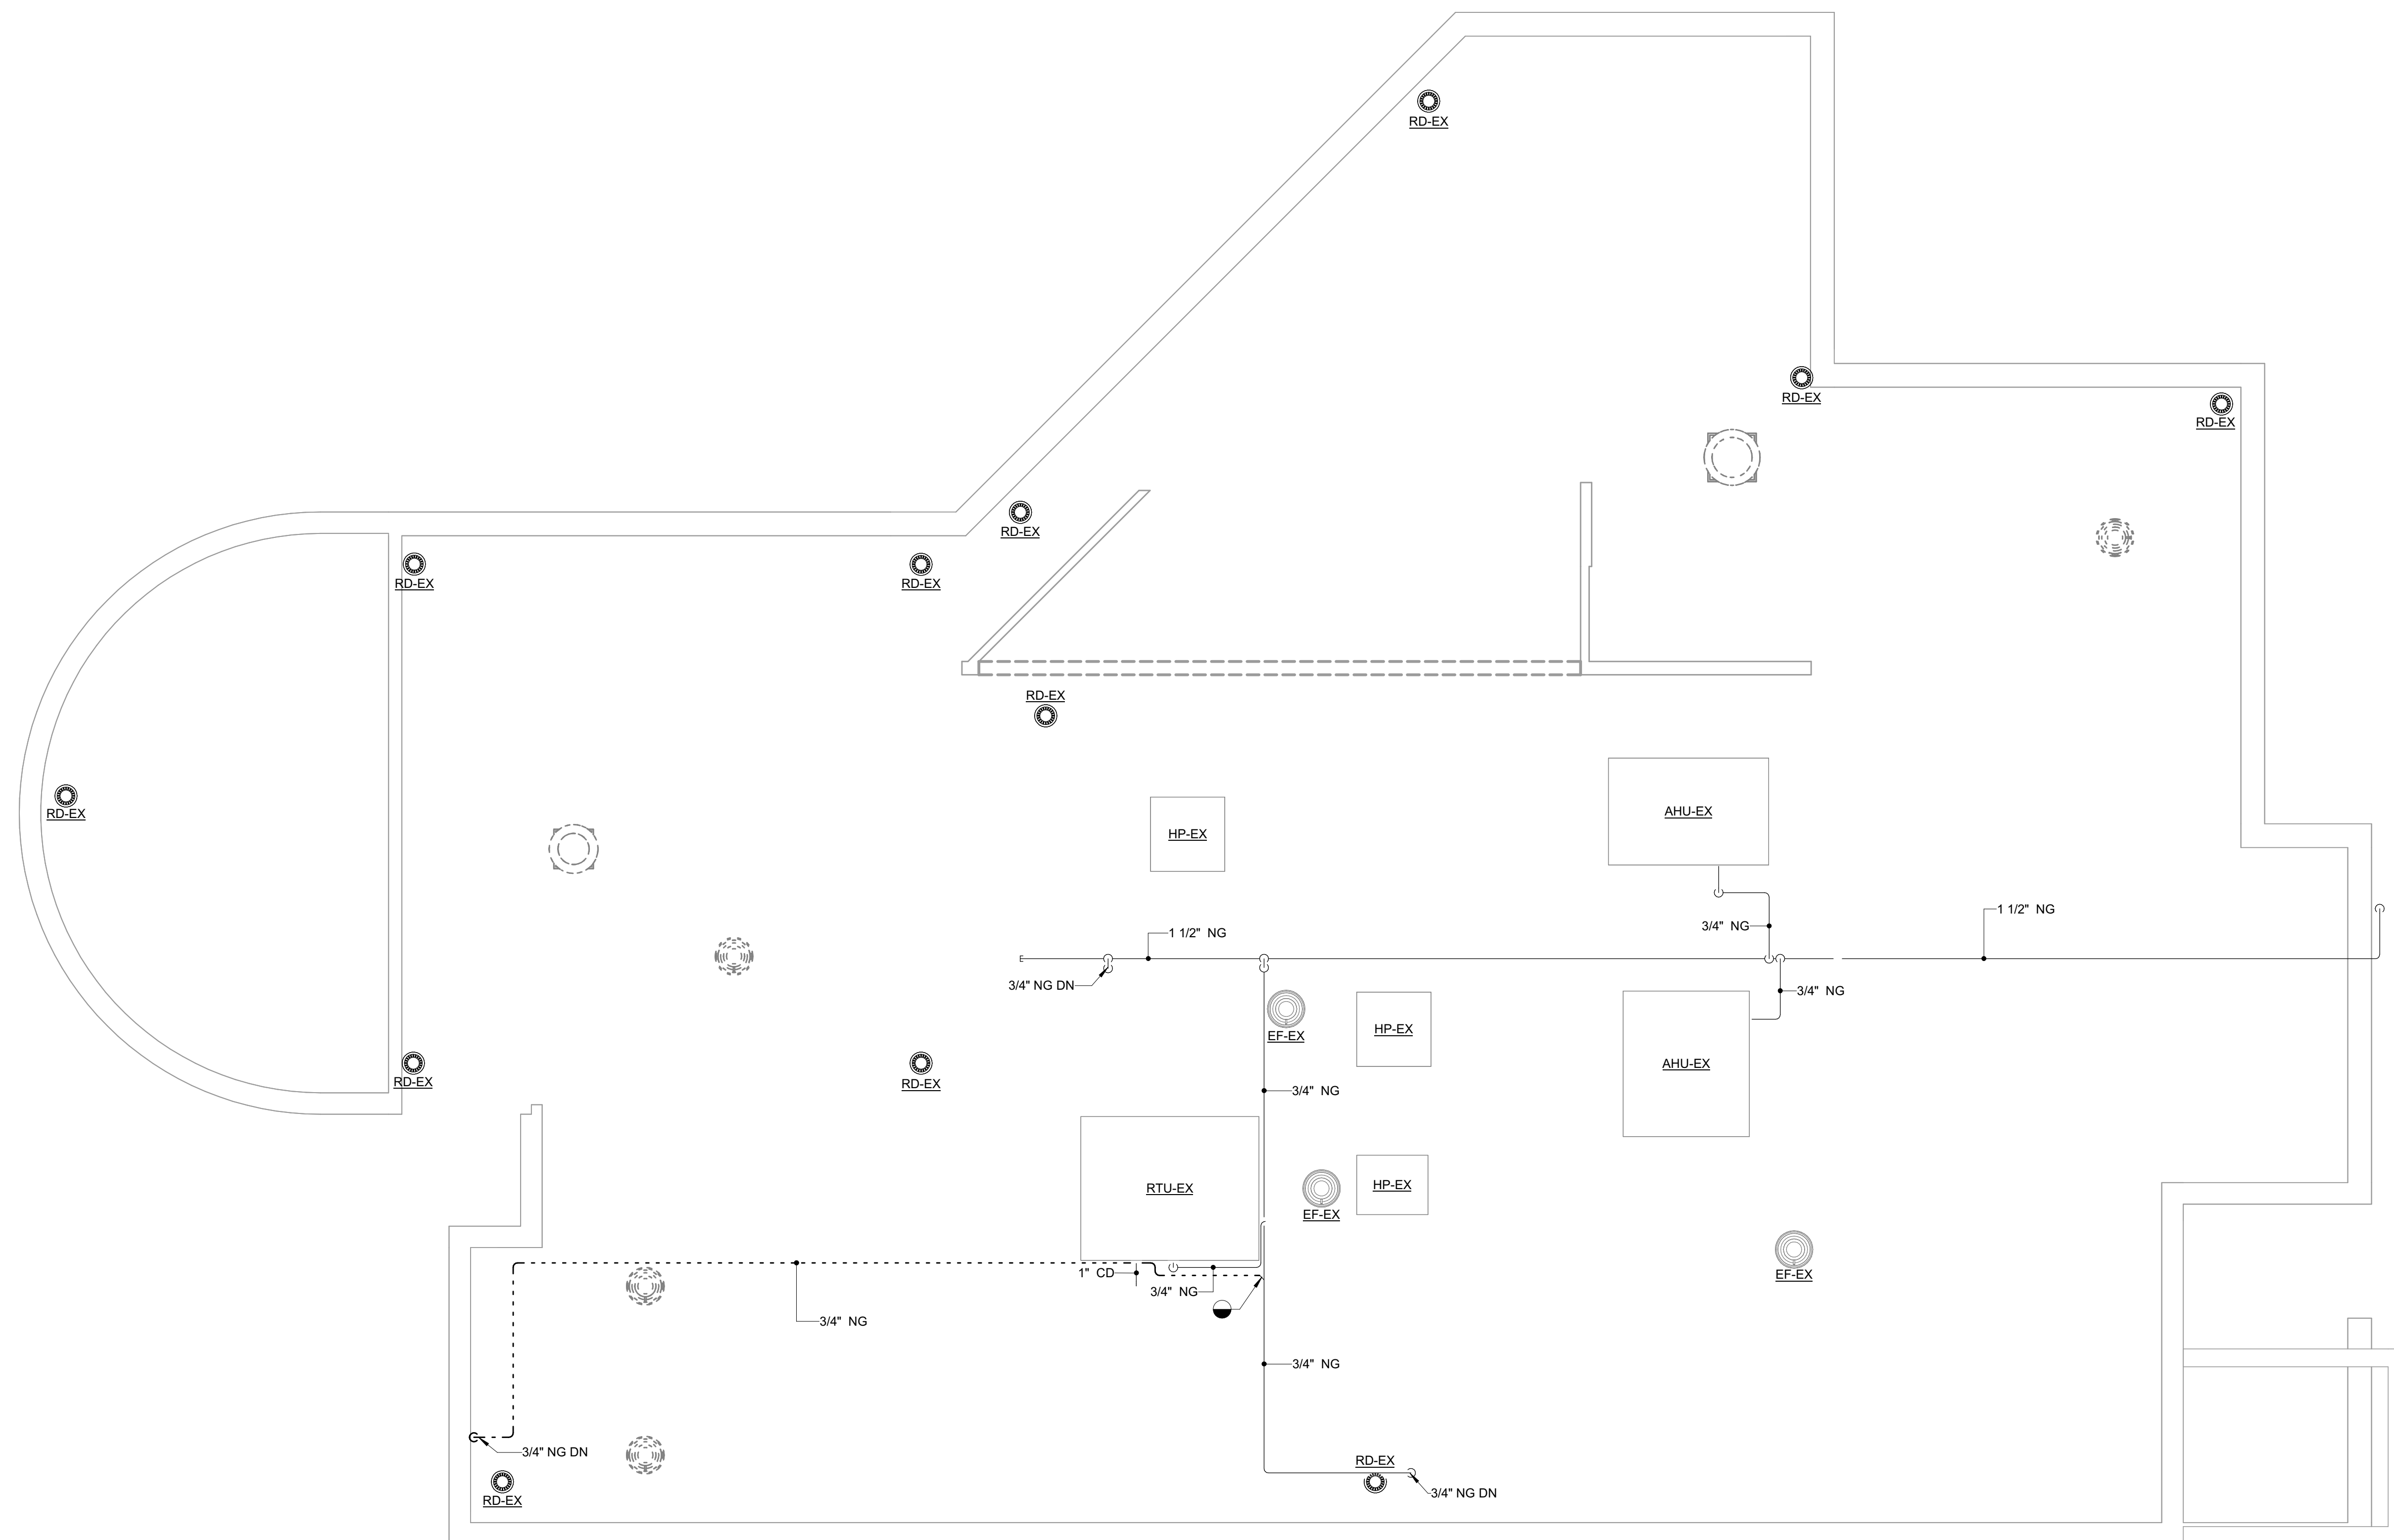 RD-EX
RD-EX
RD-EX
RD-EX
RD-EX
RD-EX
RD-EX
RD-EX
HP-EX
AHU-EX
1 1/2"  NG
3/4"  NG
1 1/2"  NG
3/4" NG DN
3/4"  NG
EF-EX
HP-EX
AHU-EX
RD-EX
RD-EX
3/4"  NG
RTU-EX
HP-EX
EF-EX
1"  CD
EF-EX
3/4"  NG
3/4"  NG
3/4"  NG
3/4" NG DN
RD-EX
RD-EX
3/4" NG DN